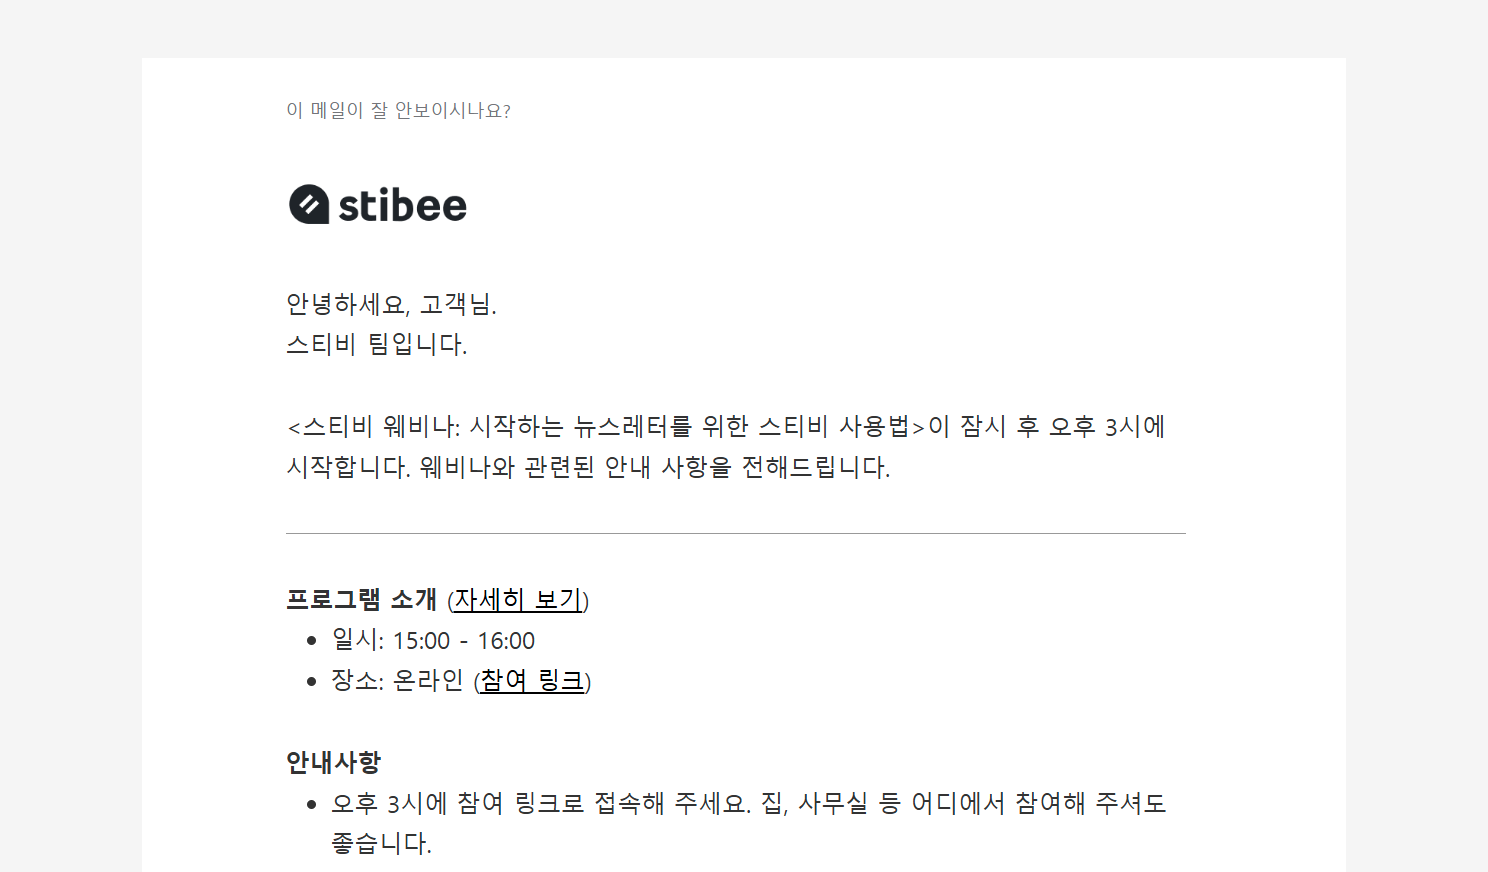 이 메일이 잘 안보이시나요?
stibee
안녕하세요, 고객님.
스티비 팀입니다.
<스티비 웨비나: 시작하는 뉴스레터를 위한 스티비 사용법>이 잠시 후 오후 3시에
시작합니다. 웨비나와 관련된 안내 사항을 전해드립니다.
프로그램 소개 (자세히 보기)
• 일시: 15:00 - 16:00
• 장소: 온라인 (참여 링크)
안내사항
• 오후 3시에 참여 링크로 접속해 주세요. 집, 사무실 등 어디에서 참여해 주셔도
좋습니다.